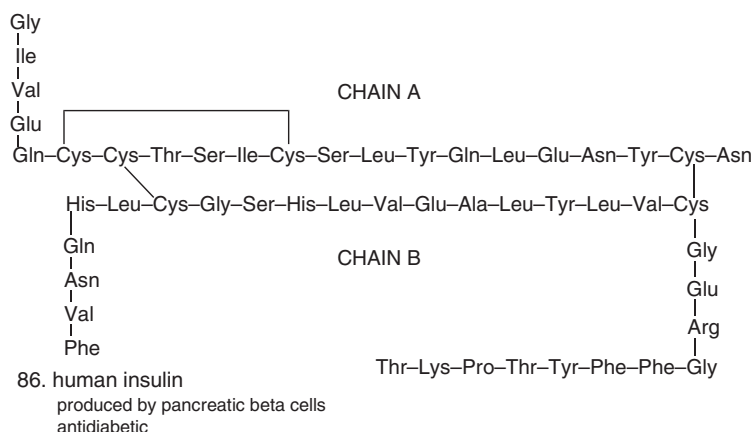 Gly
Ile
Val
Glu
CHAIN A
Gln–Cys–Cys–Thr–Ser–Ile–Cys–Ser–Leu–Tyr–Gln–Leu–Glu–Asn–Tyr–Cys–Asn
His–Leu–Cys–Gly–Ser–His–Leu–Val–Glu–Ala–Leu–Tyr–Leu–Val–Cys
Gln
Asn
Val
Phe
CHAIN B
Gly
Glu
Arg
Thr–Lys–Pro–Thr–Tyr–Phe–Phe–Gly
86. human insulin
produced by pancreatic beta cells
antidiabetic